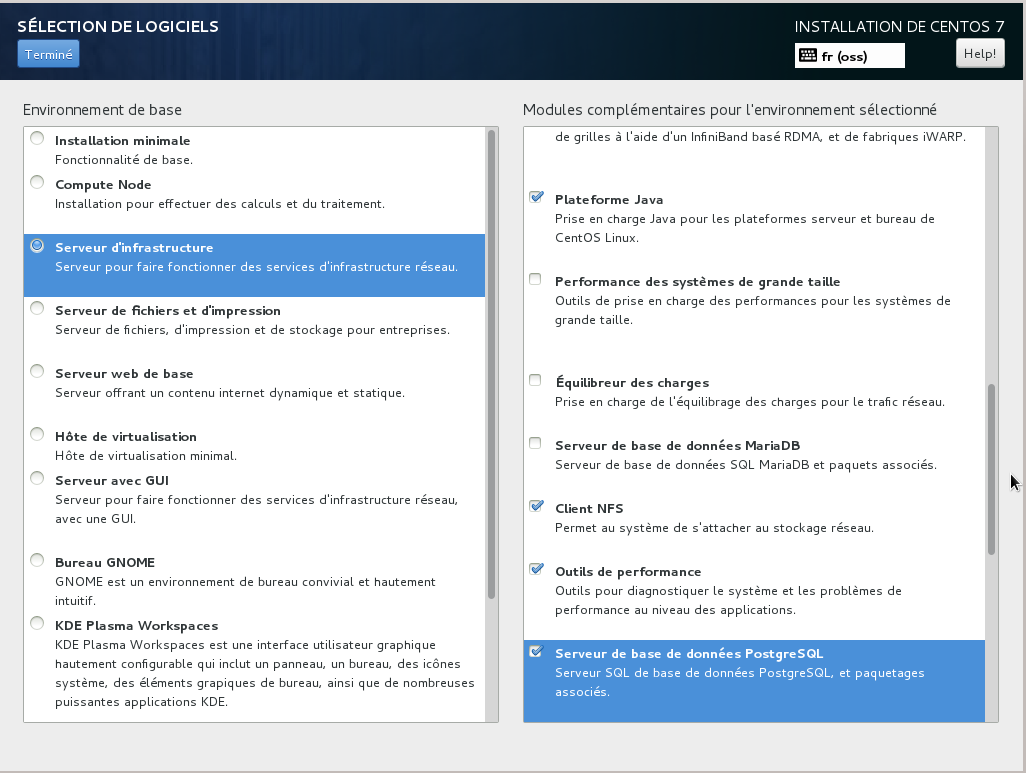 SÉLECTION DE LOGICIELS
INSTALLATION DE CENTOS 7
Terminé
fr (oss)
Help!
Environnement de base
Installation minimale
Fonctionnalité de base.
Compute Node
Installation pour effectuer des calculs et du traitement.
Serveur d'infrastructure
Serveur pour faire fonctionner des services d'infrastructure réseau.
Serveur de fichiers et d'impression
Serveur de fichiers, d'impression et de stockage pour entreprises.
Serveur web de base
Serveur offrant un contenu internet dynamique et statique.
Hôte de virtualisation
Hôte de virtualisation minimal.
Serveur avec GUI
Serveur pour faire fonctionner des services d'infrastructure réseau,
avec une GUI.
Bureau GNOME
GNOME est un environnement de bureau convivial et hautement
intuitif.
KDE Plasma Workspaces
KDE Plasma Workspaces est une interface utilisateur graphique
hautement configurable qui inclut un panneau, un bureau, des icônes
système, des éléments grapiques de bureau, ainsi que de nombreuses
puissantes applications KDE.
Modules complémentaires pour l'environnement sélectionné
de grilles à l'aide d'un InfiniBand basé RDMA, et de fabriques iWARP.
Plateforme Java
Prise en charge Java pour les plateformes serveur et bureau de
CentOS Linux.
Performance des systèmes de grande taille
Outils de prise en charge des performances pour les systèmes de
grande taille.
Équilibreur des charges
Prise en charge de l'équilibrage des charges pour le trafic réseau.
Serveur de base de données MariaDB
Serveur de base de données SQL MariaDB et paquets associés.
Client NFS
Permet au système de s'attacher au stockage réseau.
Outils de performance
Outils pour diagnostiquer le système et les problèmes de
performance au niveau des applications.
Serveur de base de données PostgreSQL
Serveur SQL de base de données PostgreSQL, et paquetages
associés.